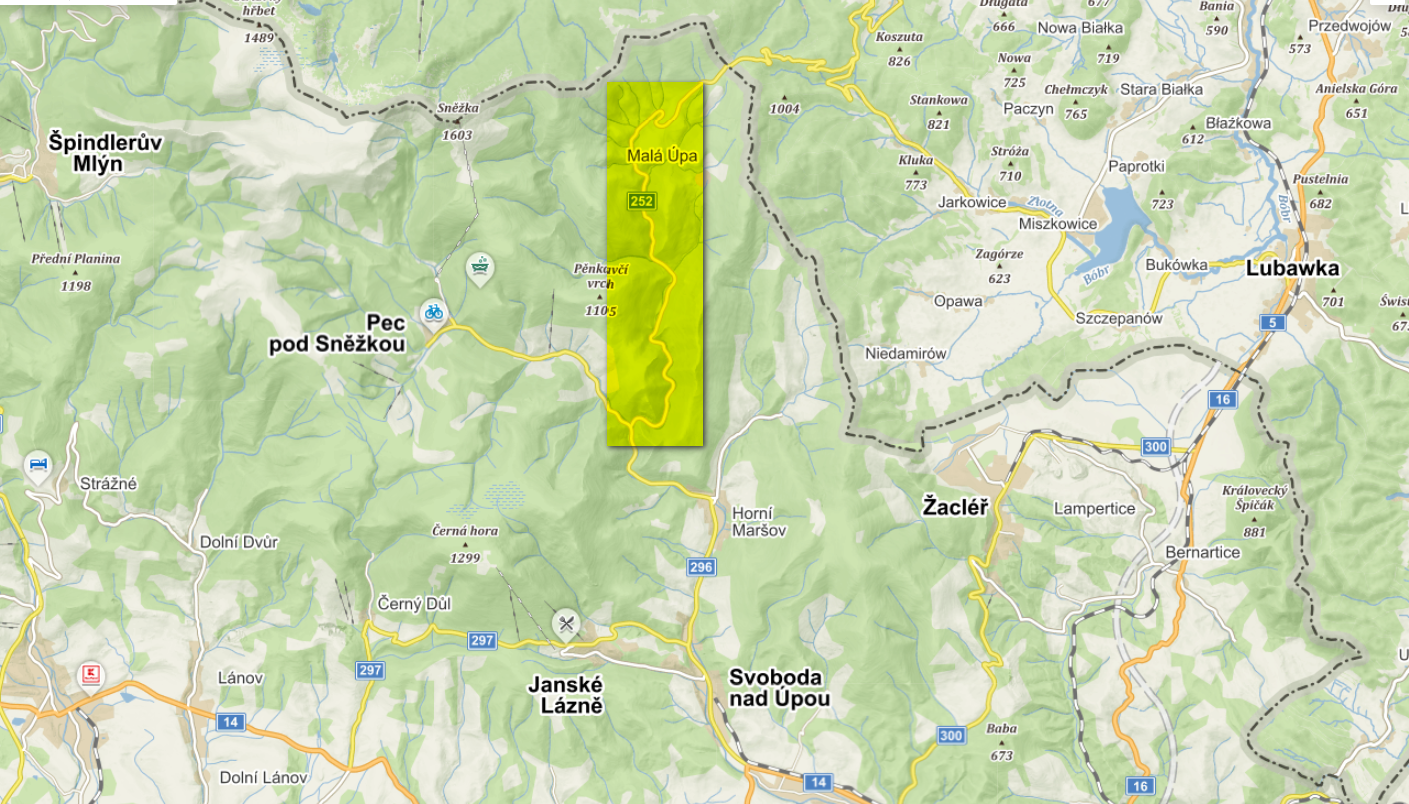 hřbet
1489
Koszuta
826
Długata
666
677
Nowa Białka
Bania
590
Przedwojów
573
Nowa
725
719
Chełmczyk
765
Stara Białka
Anielska Góra
651
Sněžka
1603
1004
Stankowa
821
Paczyn
612
Błażkowa
Špindlerův
Mlýn
Malá Úpa
Kluka
773
Stróża
710
Paprotki
Pustelnia
682
252
Jarkowice
Złotna
Miszkowice
723
Bóbr
Přední Planina
1198
Pěnkavčí
vrch
1105
Zagórze
623
Bóbr
Bukówka
Lubawka
Opawa
701
Szczepanów
5
Pec
pod Sněžkou
Niedamirów
16
300
Strážné
Horní
Maršov
Žacléř
Lampertice
Královecký
Špičák
881
Dolní Dvůr
Černá hora
1299
Bernartice
296
Černý Důl
297
297
Lánov
Janské
Lázně
Svoboda
nad Úpou
14
300
Baba
673
Dolní Lánov
14
16